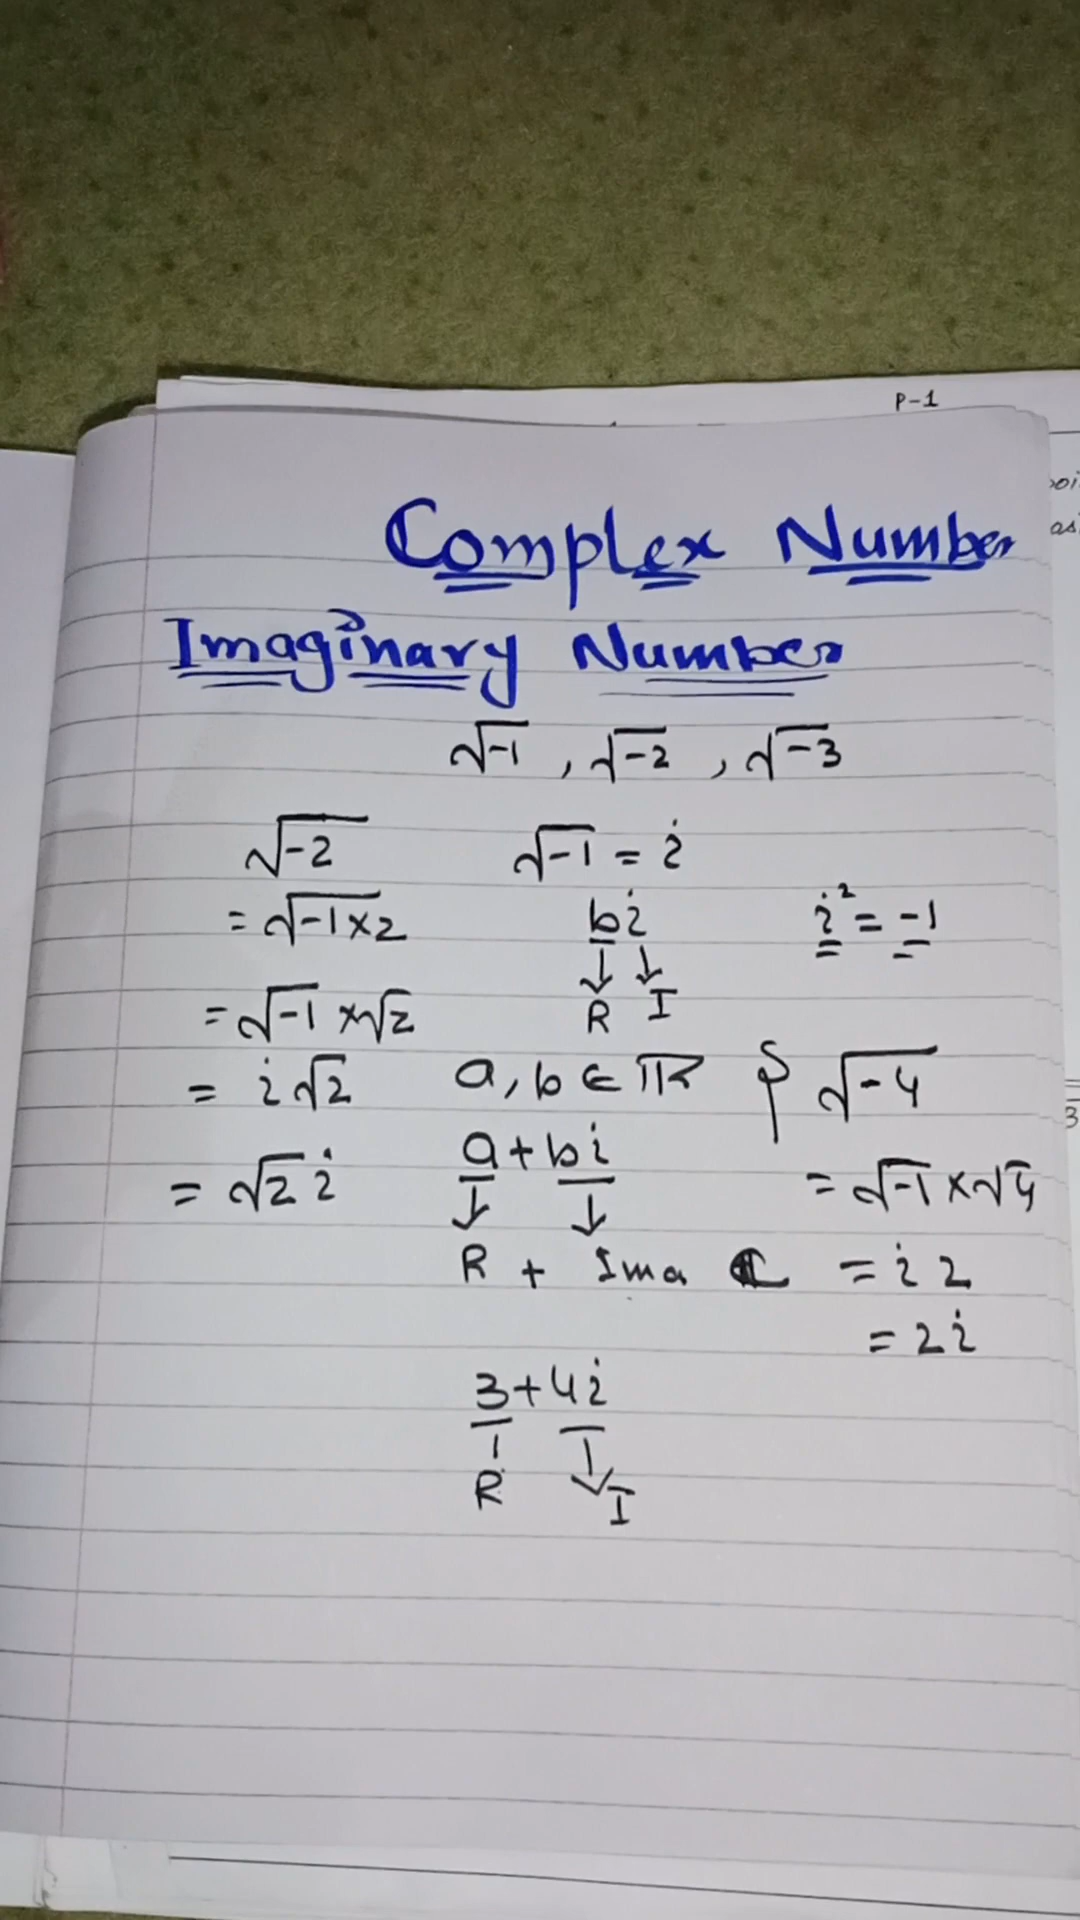 P-1
Complex Number
Imaginary Number
√-1 , √-2 , √-3
√-2
= √-1×2
= √-1 × √2
= i√2
= √2 i
√-1 = i
bi
↓ ↓
R I
a, b ∈ R
a + bi
↓ ↓
R + Ima C
3 + 4i
R I
i² = -1
√-4
= √-1 × √4
= i 2
= 2i
3